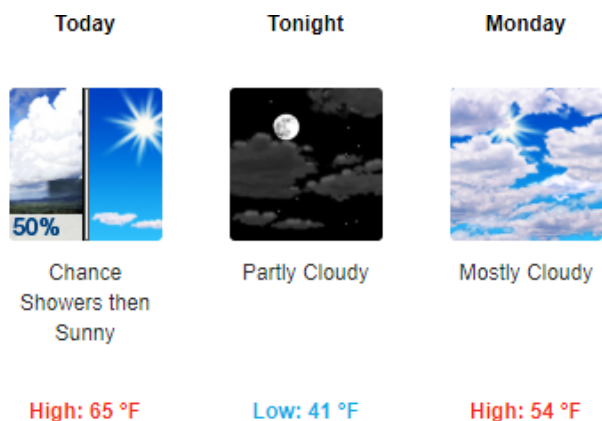 Today
Tonight
Monday
50%
Chance
Showers then
Sunny
Partly Cloudy
Mostly Cloudy
High: 65 °F
Low: 41 °F
High: 54 °F